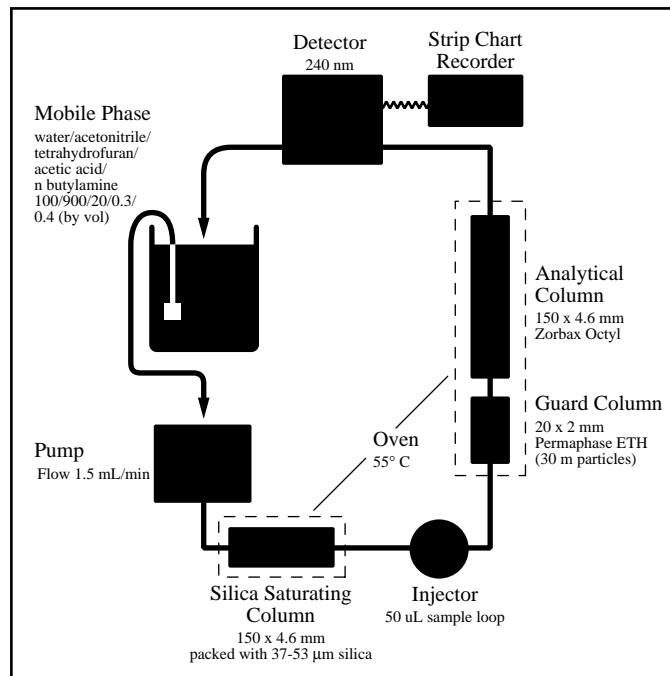 Detector
240 nm
Strip Chart
Recorder
Mobile Phase
water/acetonitrile/
tetrahydrofuran/
acetic acid/
n butylamine
100/900/20/0.3/
0.4 (by vol)
Analytical
Column
150 x 4.6 mm
Zorbax Octyl
Guard Column
20 x 2 mm
Permaphase ETH
(30 m particles)
Oven
55° C
Pump
Flow 1.5 mL/min
Silica Saturating
Column
150 x 4.6 mm
packed with 37-53 µm silica
Injector
50 uL sample loop